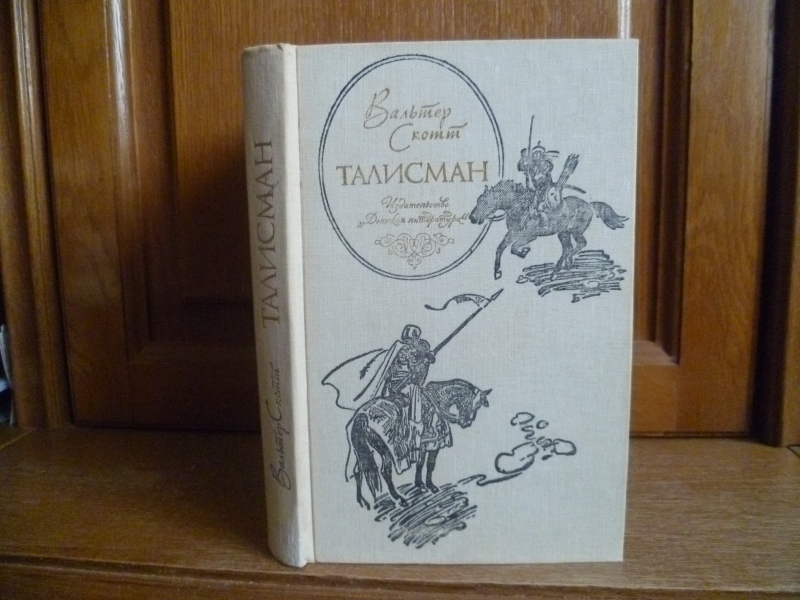 Вальтер
Скотт
ТАЛИСМАН
Издательство
„Детская литература“
Вальтер Скотт
ТАЛИСМАН